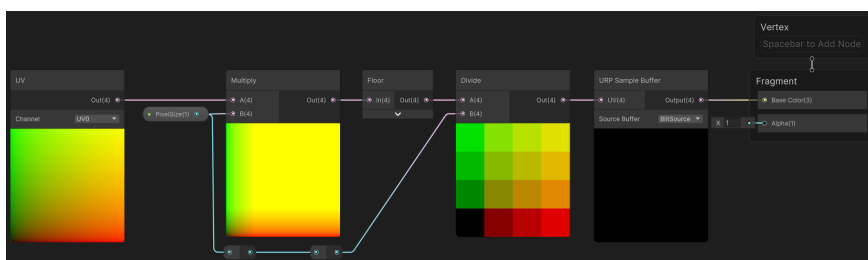 Vertex
Spacebar to Add Node
UV
Out(4)
Channel
UV0
PixelSize(1)
Multiply
A(4)
Out(4)
B(4)
Floor
In(4)
Out(4)
Divide
A(4)
Out(4)
B(4)
URP Sample Buffer
UV(4)
Output(4)
Source Buffer
BlitSource
Fragment
Base Color(3)
X 1
Alpha(1)